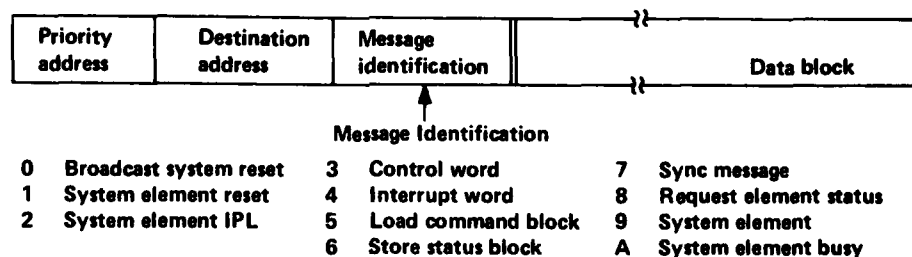 Priority address
Destination address
Message identification
Data block
Message Identification
0 Broadcast system reset
1 System element reset
2 System element IPL
3 Control word
4 Interrupt word
5 Load command block
6 Store status block
7 Sync message
8 Request element status
9 System element
A System element busy